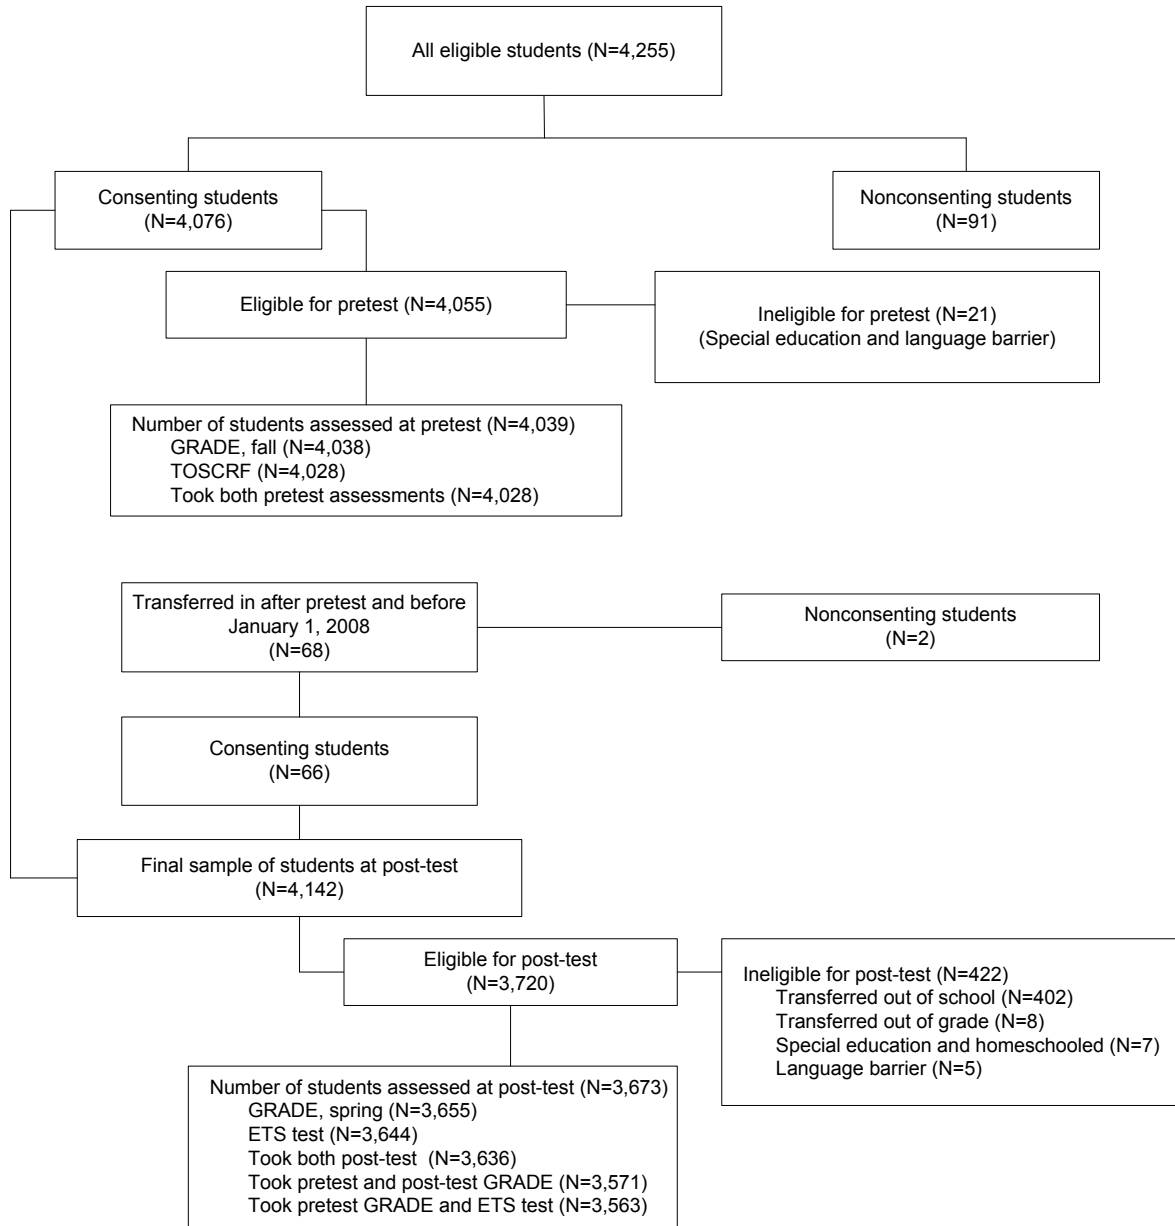 All eligible students (N=4,255)
Consenting students
(N=4,076)
Nonconsenting students
(N=91)
Eligible for pretest (N=4,055)
Ineligible for pretest (N=21)
(Special education and language barrier)
Number of students assessed at pretest (N=4,039)
GRADE, fall (N=4,038)
TOSCRF (N=4,028)
Took both pretest assessments (N=4,028)
Transferred in after pretest and before
January 1, 2008
(N=68)
Nonconsenting students
(N=2)
Consenting students
(N=66)
Final sample of students at post-test
(N=4,142)
Eligible for post-test
(N=3,720)
Ineligible for post-test (N=422)
Transferred out of school (N=402)
Transferred out of grade (N=8)
Special education and homeschooled (N=7)
Language barrier (N=5)
Number of students assessed at post-test (N=3,673)
GRADE, spring (N=3,655)
ETS test (N=3,644)
Took both post-test (N=3,636)
Took pretest and post-test GRADE (N=3,571)
Took pretest GRADE and ETS test (N=3,563)